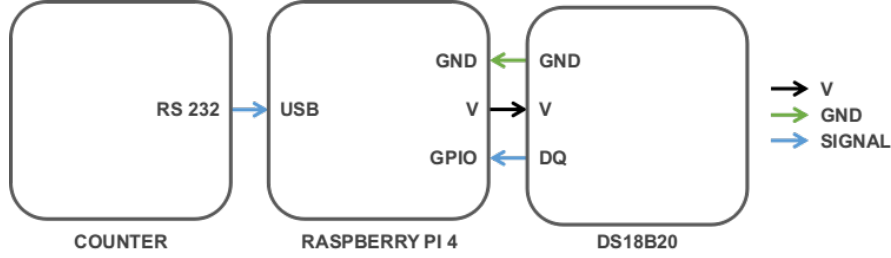 GND GND
V V
RS 232 USB
GPIO DQ
V
GND
SIGNAL
COUNTER RASPBERRY PI 4 DS18B20